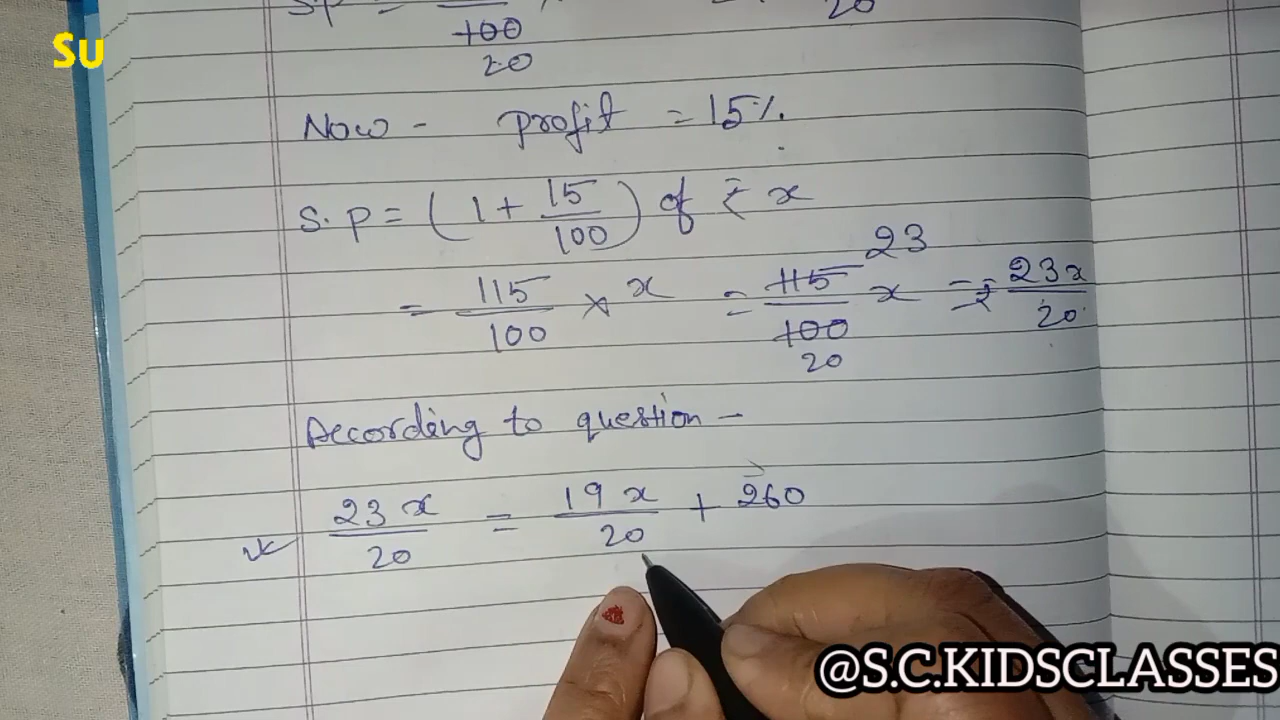 Su
S.P =
100
20
20
Now - profit = 15%.
S.P = (1 + 15/100) of ₹ x
= 115/100 × x = 115/100 x = ₹ 23x/20
23
20
According to question -
23x/20 = 19x/20 + 260
@S.C.KIDSCLASSES